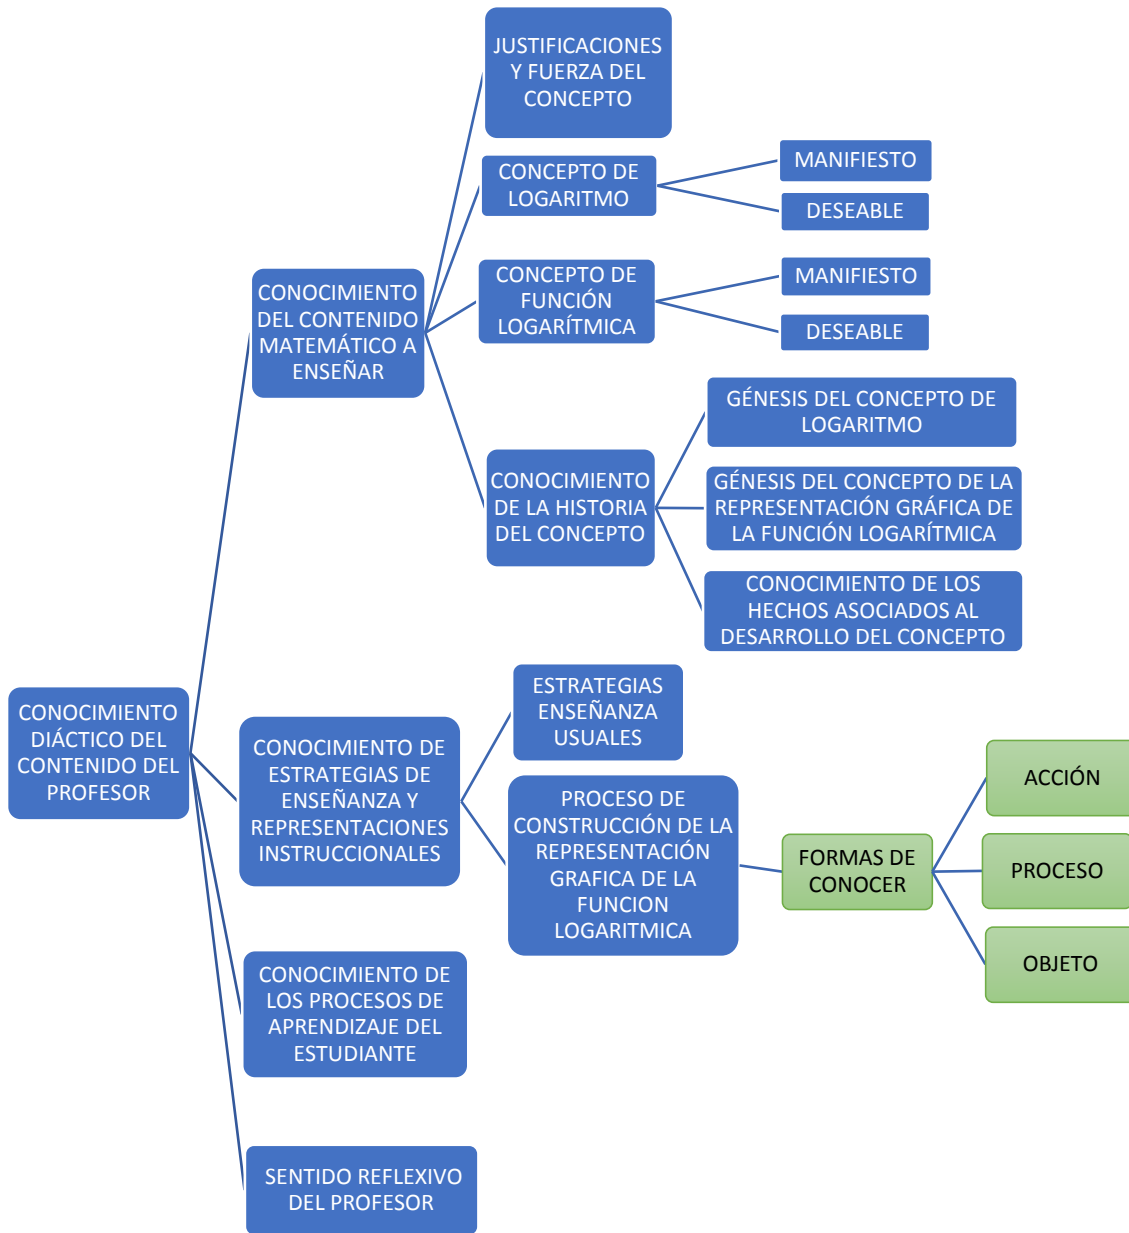 JUSTIFICACIONES
Y FUERZA DEL
CONCEPTO
CONCEPTO DE
LOGARITMO
MANIFIESTO
DESEABLE
CONCEPTO DE
FUNCIÓN
LOGARÍTMICA
MANIFIESTO
DESEABLE
CONOCIMIENTO
DEL CONTENIDO
MATEMÁTICO A
ENSEÑAR
GÉNESIS DEL CONCEPTO DE
LOGARITMO
CONOCIMIENTO
DE LA HISTORIA
DEL CONCEPTO
GÉNESIS DEL CONCEPTO DE LA
REPRESENTACIÓN GRÁFICA DE
LA FUNCIÓN LOGARÍTMICA
CONOCIMIENTO DE LOS
HECHOS ASOCIADOS AL
DESARROLLO DEL CONCEPTO
CONOCIMIENTO
DIÁCTICO DEL
CONTENIDO DEL
PROFESOR
ESTRATEGIAS
ENSEÑANZA
USUALES
CONOCIMIENTO DE
ESTRATEGIAS DE
ENSEÑANZA Y
REPRESENTACIONES
INSTRUCCIONALES
PROCESO DE
CONSTRUCCIÓN DE LA
REPRESENTACIÓN
GRAFICA DE LA
FUNCION
LOGARITMICA
FORMAS DE
CONOCER
ACCIÓN
PROCESO
OBJETO
CONOCIMIENTO DE
LOS PROCESOS DE
APRENDIZAJE DEL
ESTUDIANTE
SENTIDO REFLEXIVO
DEL PROFESOR